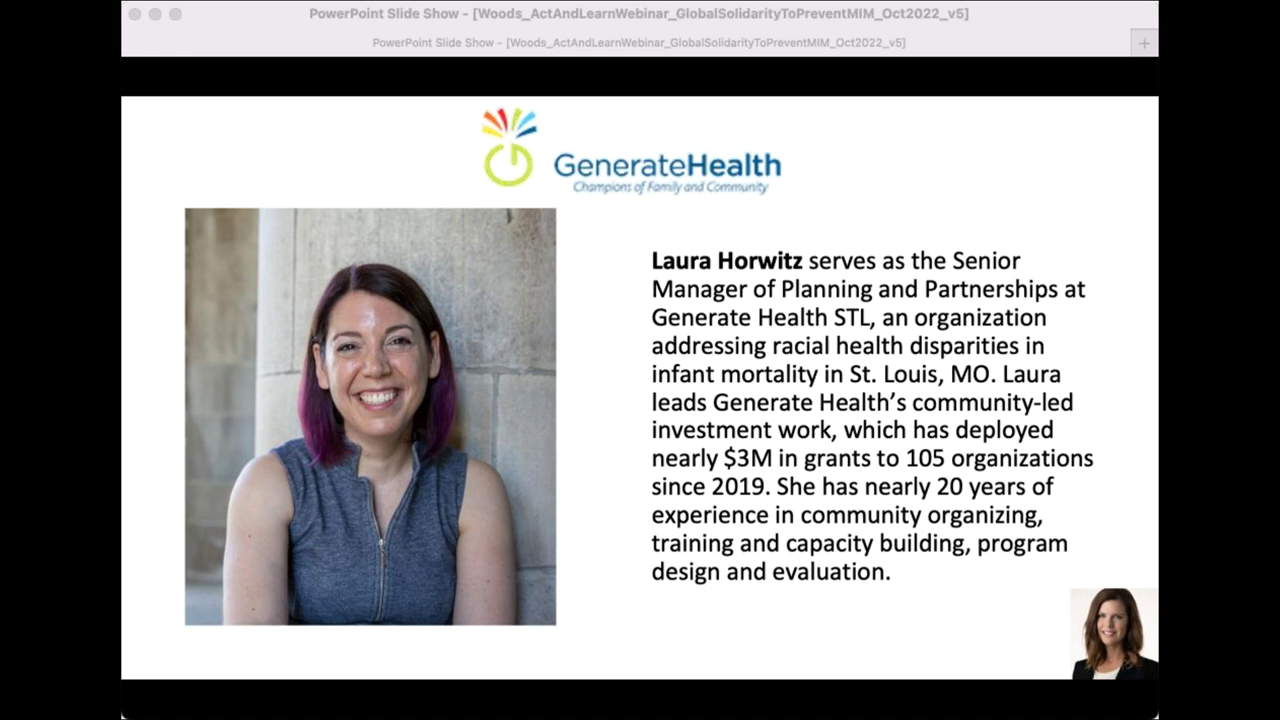 PowerPoint Slide Show - [Woods_ActAndLearnWebinar_GlobalSolidarityToPreventMIM_Oct2022_v5]
PowerPoint Slide Show - [Woods_ActAndLearnWebinar_GlobalSolidarityToPreventMIM_Oct2022_v5]
GenerateHealth
Champions of Family and Community
Laura Horwitz serves as the Senior
Manager of Planning and Partnerships at
Generate Health STL, an organization
addressing racial health disparities in
infant mortality in St. Louis, MO. Laura
leads Generate Health’s community-led
investment work, which has deployed
nearly $3M in grants to 105 organizations
since 2019. She has nearly 20 years of
experience in community organizing,
training and capacity building, program
design and evaluation.